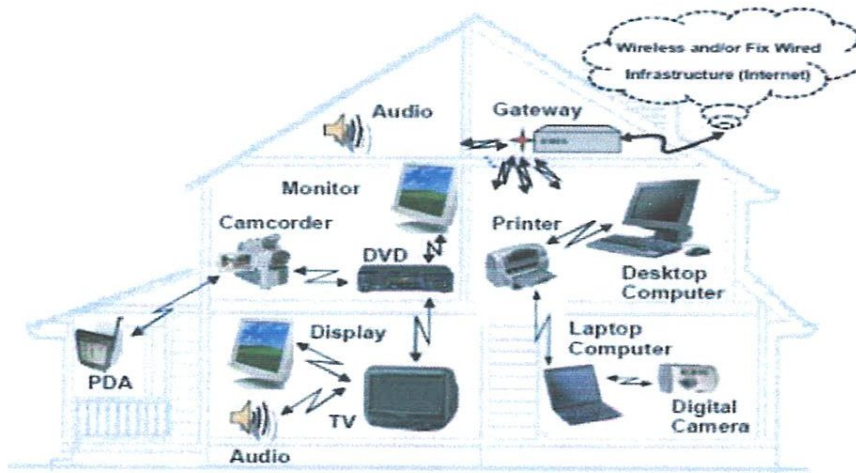 Wireless and/or Fix Wired
Infrastructure (Internet)
Audio
Gateway
Monitor
Camcorder
DVD
Printer
Desktop
Computer
PDA
Display
Audio
TV
Laptop
Computer
Digital
Camera